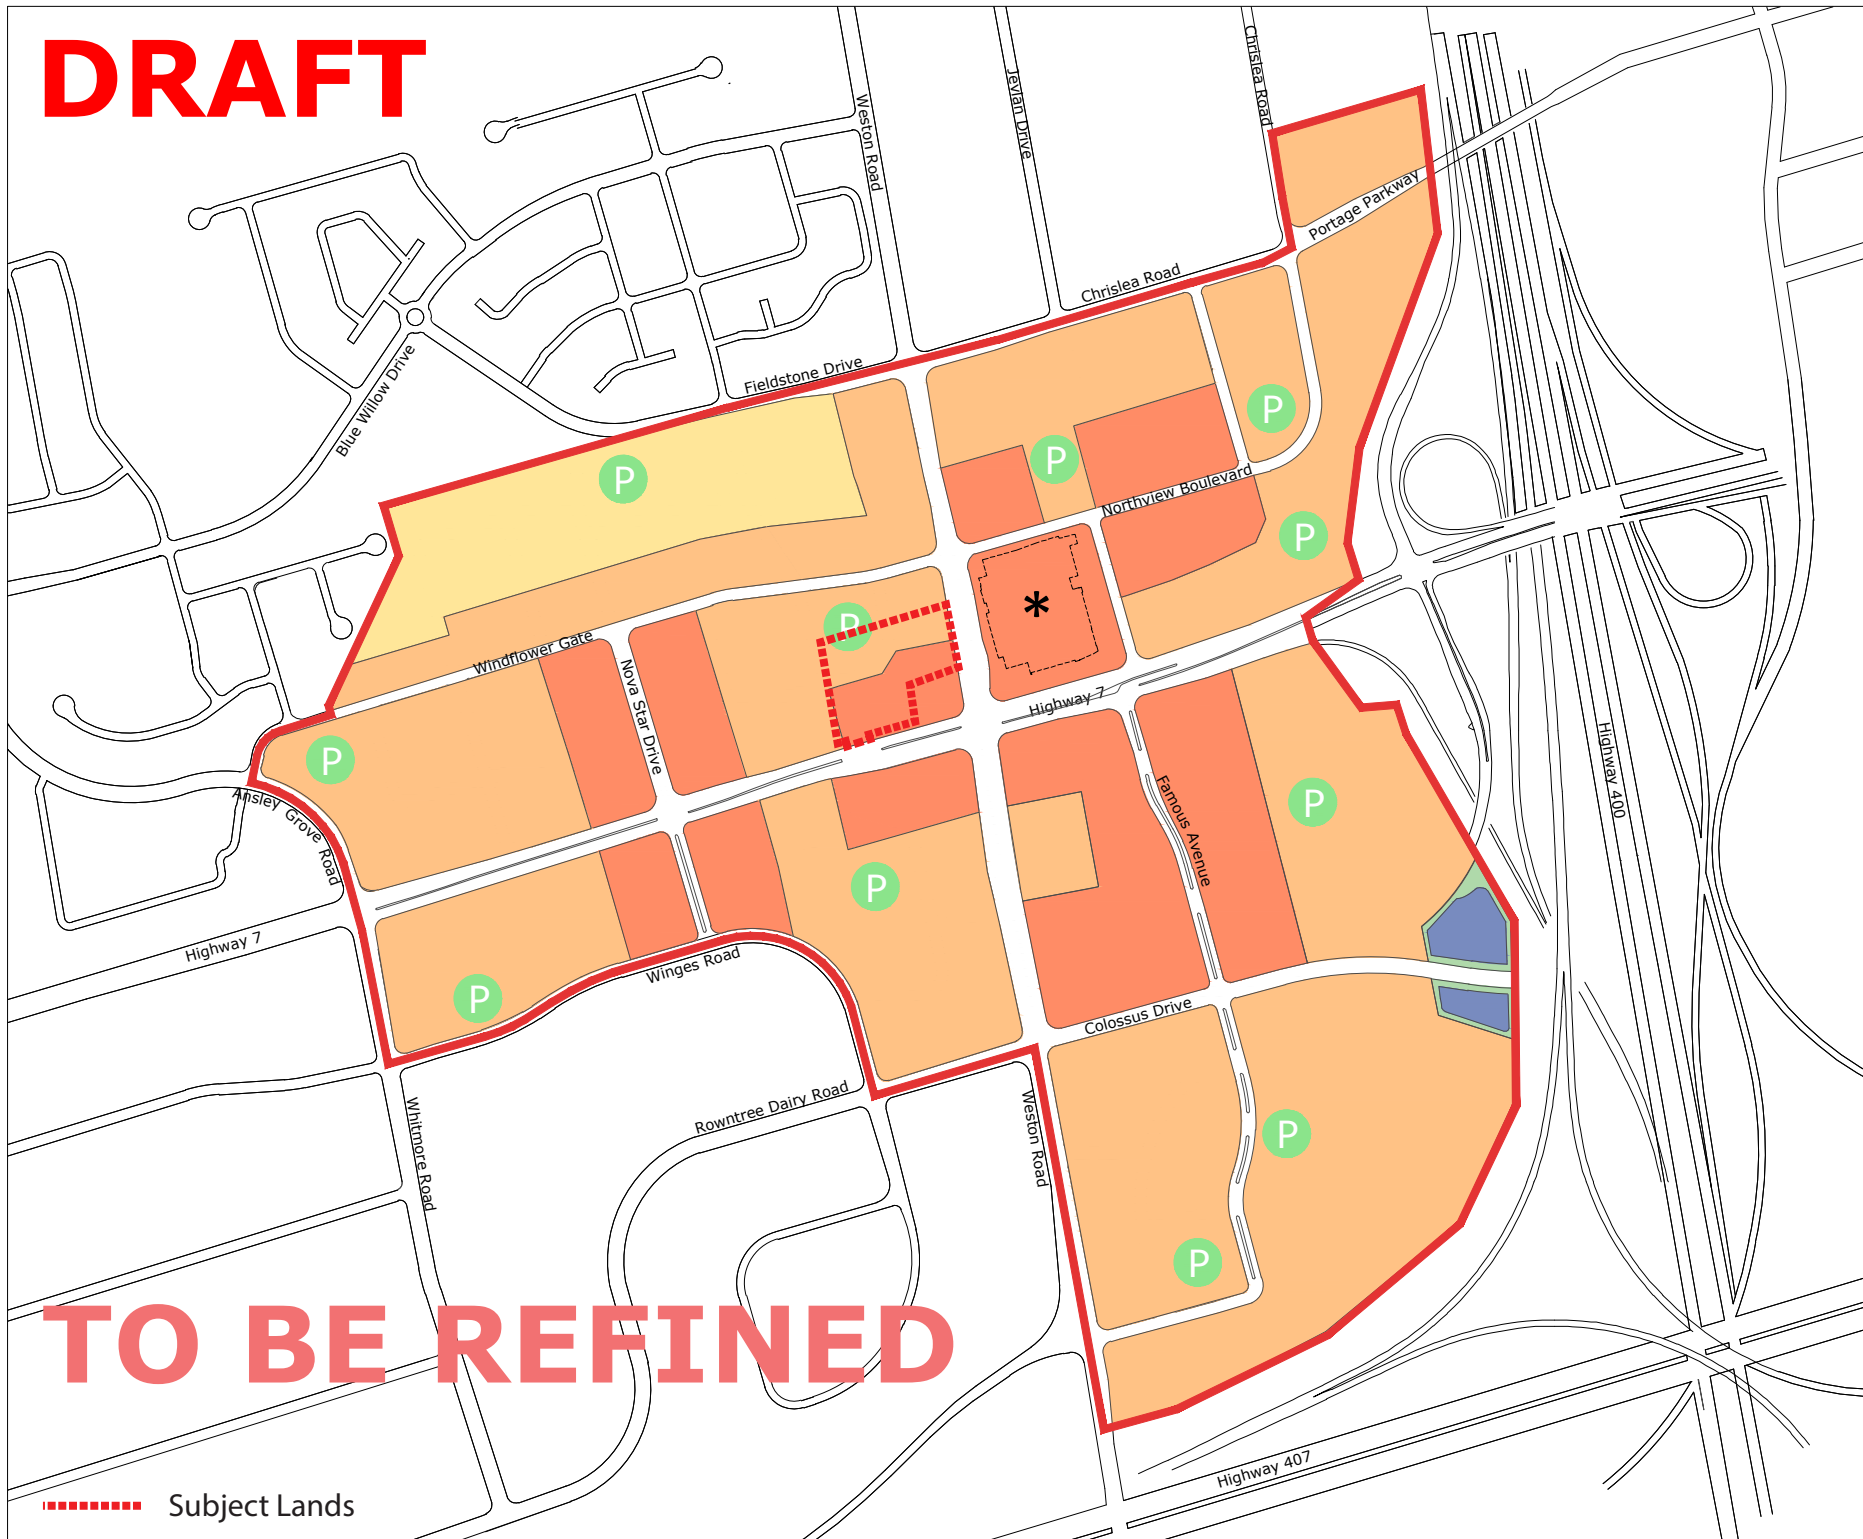 DRAFT
Weston Road
Jevlan Drive
Chrislea Road
Portage Parkway
Chrislea Road
Fieldstone Drive
Blue Willow Drive
P
P
P
P
P
Northview Boulevard
*
Windflower Gate
Nova Star Drive
Highway 7
P
Ansley Grove Road
Famous Avenue
P
Highway 400
P
Highway 7
Winges Road
P
Colossus Drive
Rowntree Dairy Road
Whitmore Road
Weston Road
P
P
TO BE REFINED
Highway 407
Subject Lands